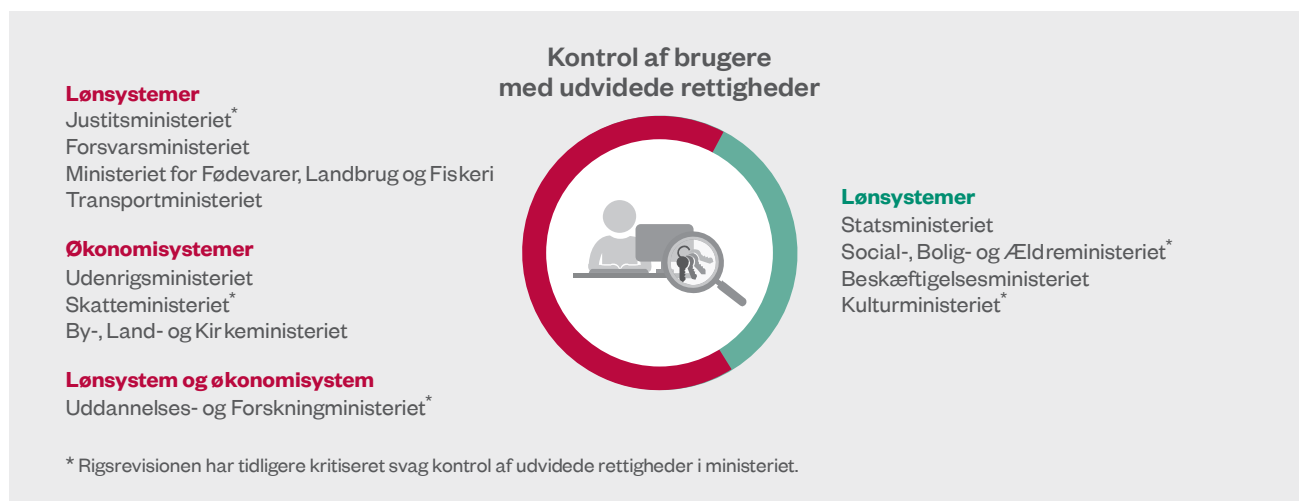 Kontrol af brugere
med udvidede rettigheder
Lønsystemer
Justitsministeriet*
Forsvarsministeriet
Ministeriet for Fødevarer, Landbrug og Fiskeri
Transportministeriet
Økonomisystemer
Udenrigsministeriet
Skatteministeriet*
By-, Land- og Kirkeministeriet
Lønsystem og økonomisystem
Uddannelses- og Forskningministeriet*
Lønsystemer
Statsministeriet
Social-, Bolig- og Ældreministeriet*
Beskæftigelsesministeriet
Kulturministeriet*
* Rigsrevisionen har tidligere kritiseret svag kontrol af udvidede rettigheder i ministeriet.